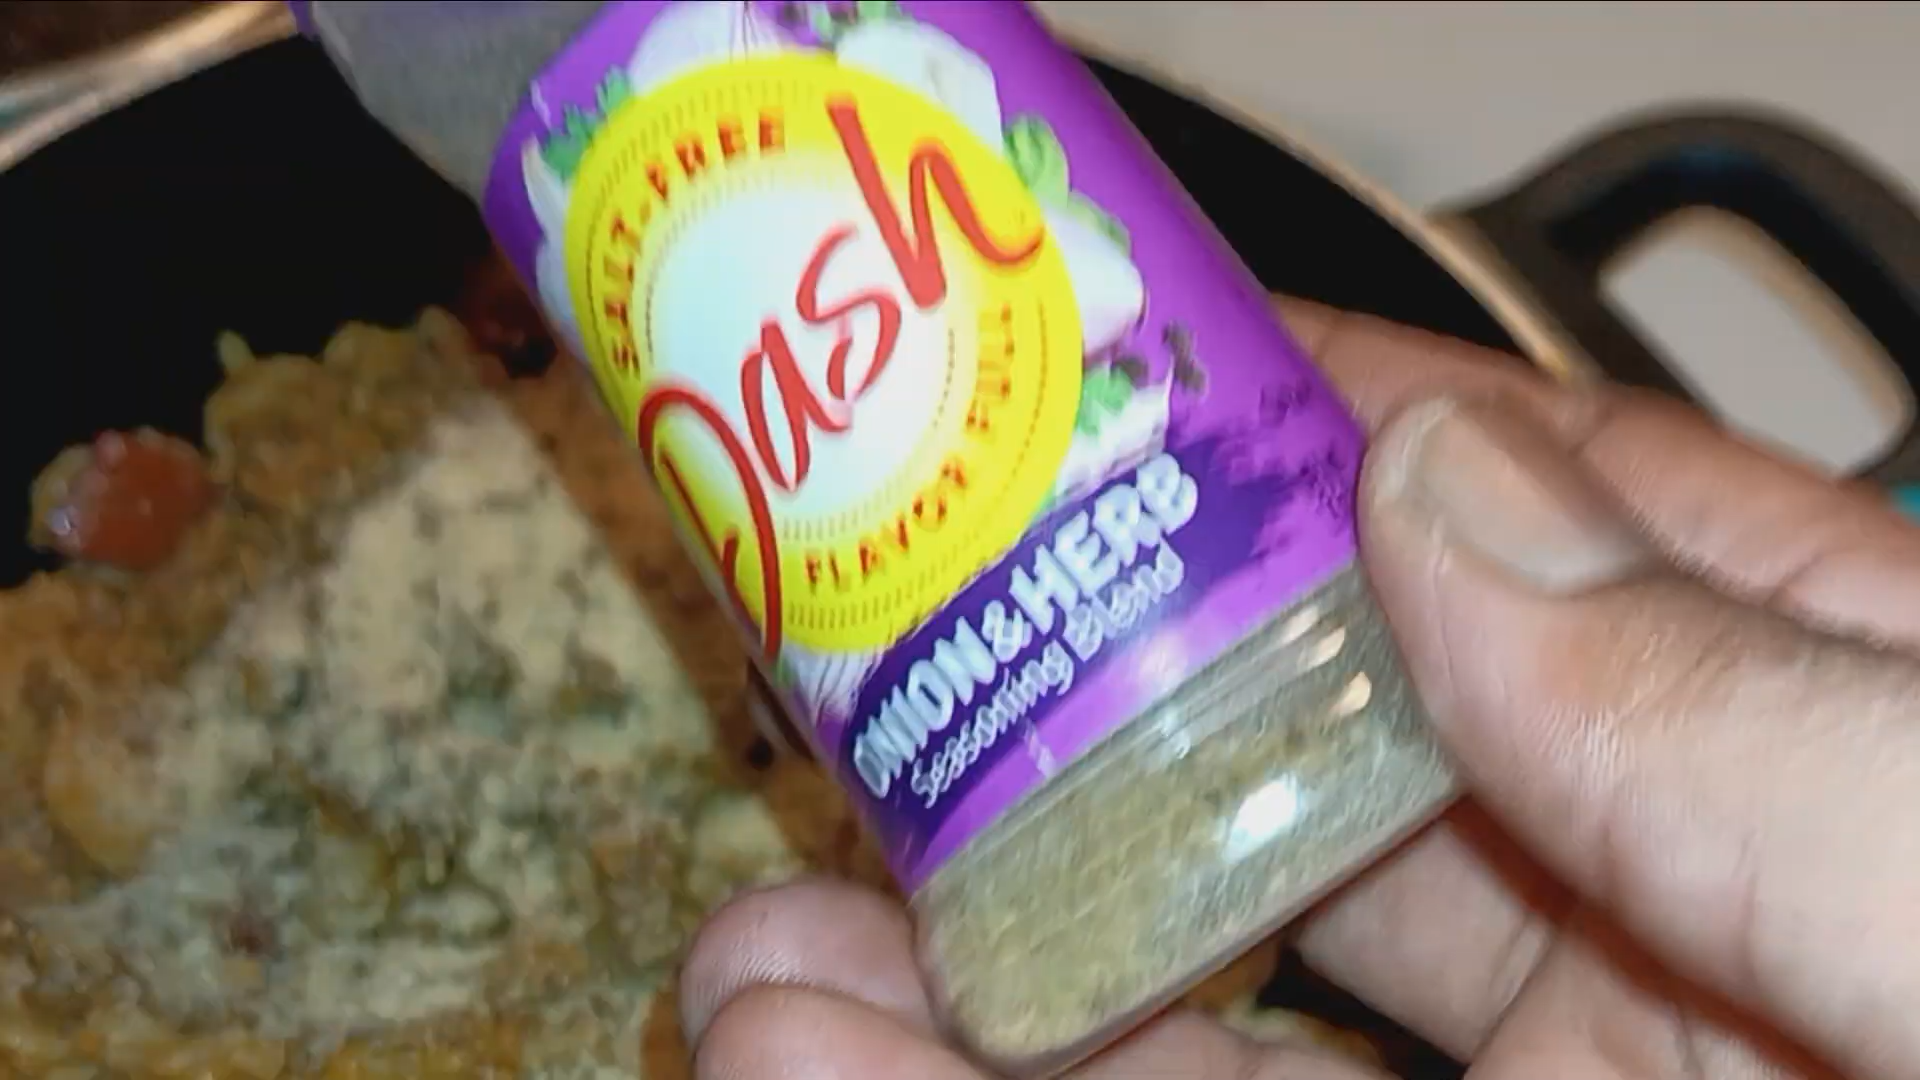 SALT-FREE
Dash
FLAVOR FULL
ONION & HERB
Seasoning Blend